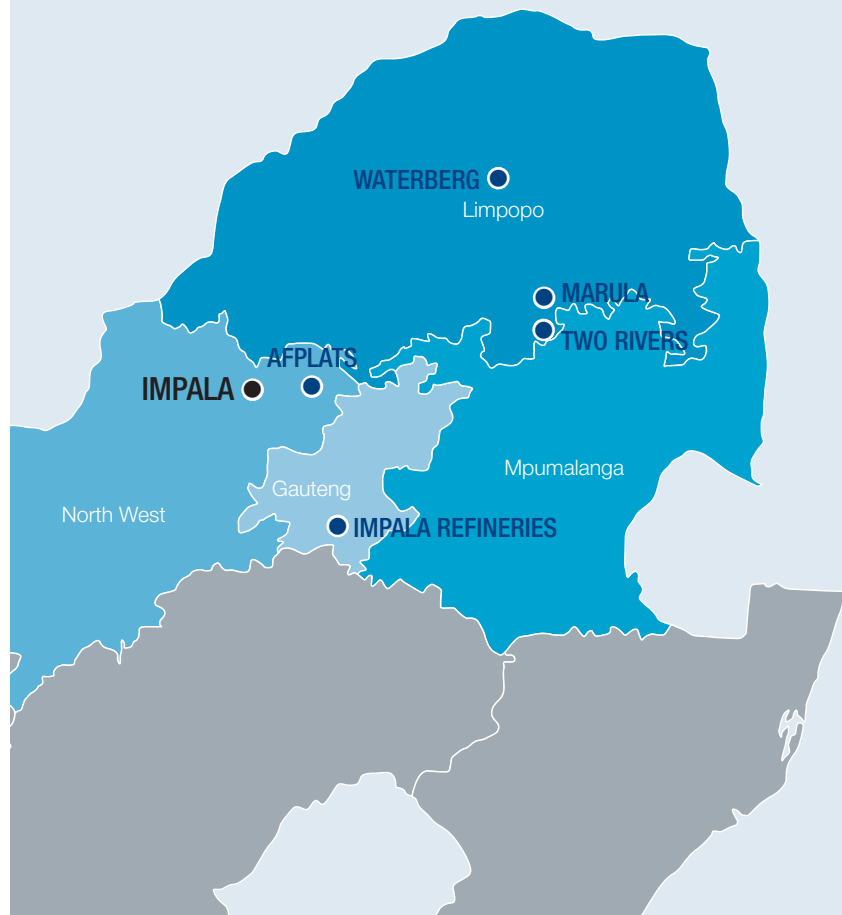 WATERBERG
Limpopo
MARULA
TWO RIVERS
AFPLATS
IMPALA
Mpumalanga
Gauteng
North West
IMPALA REFINERIES